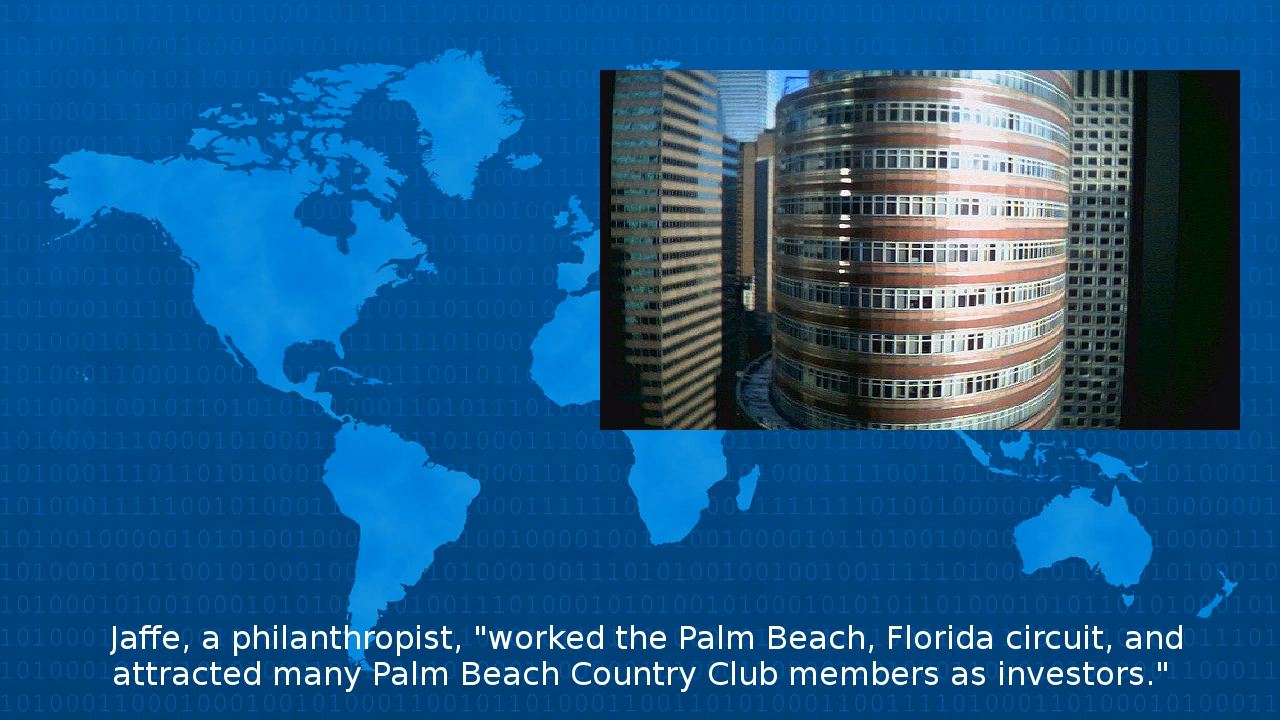 Jaffe, a philanthropist, "worked the Palm Beach, Florida circuit, and
attracted many Palm Beach Country Club members as investors."